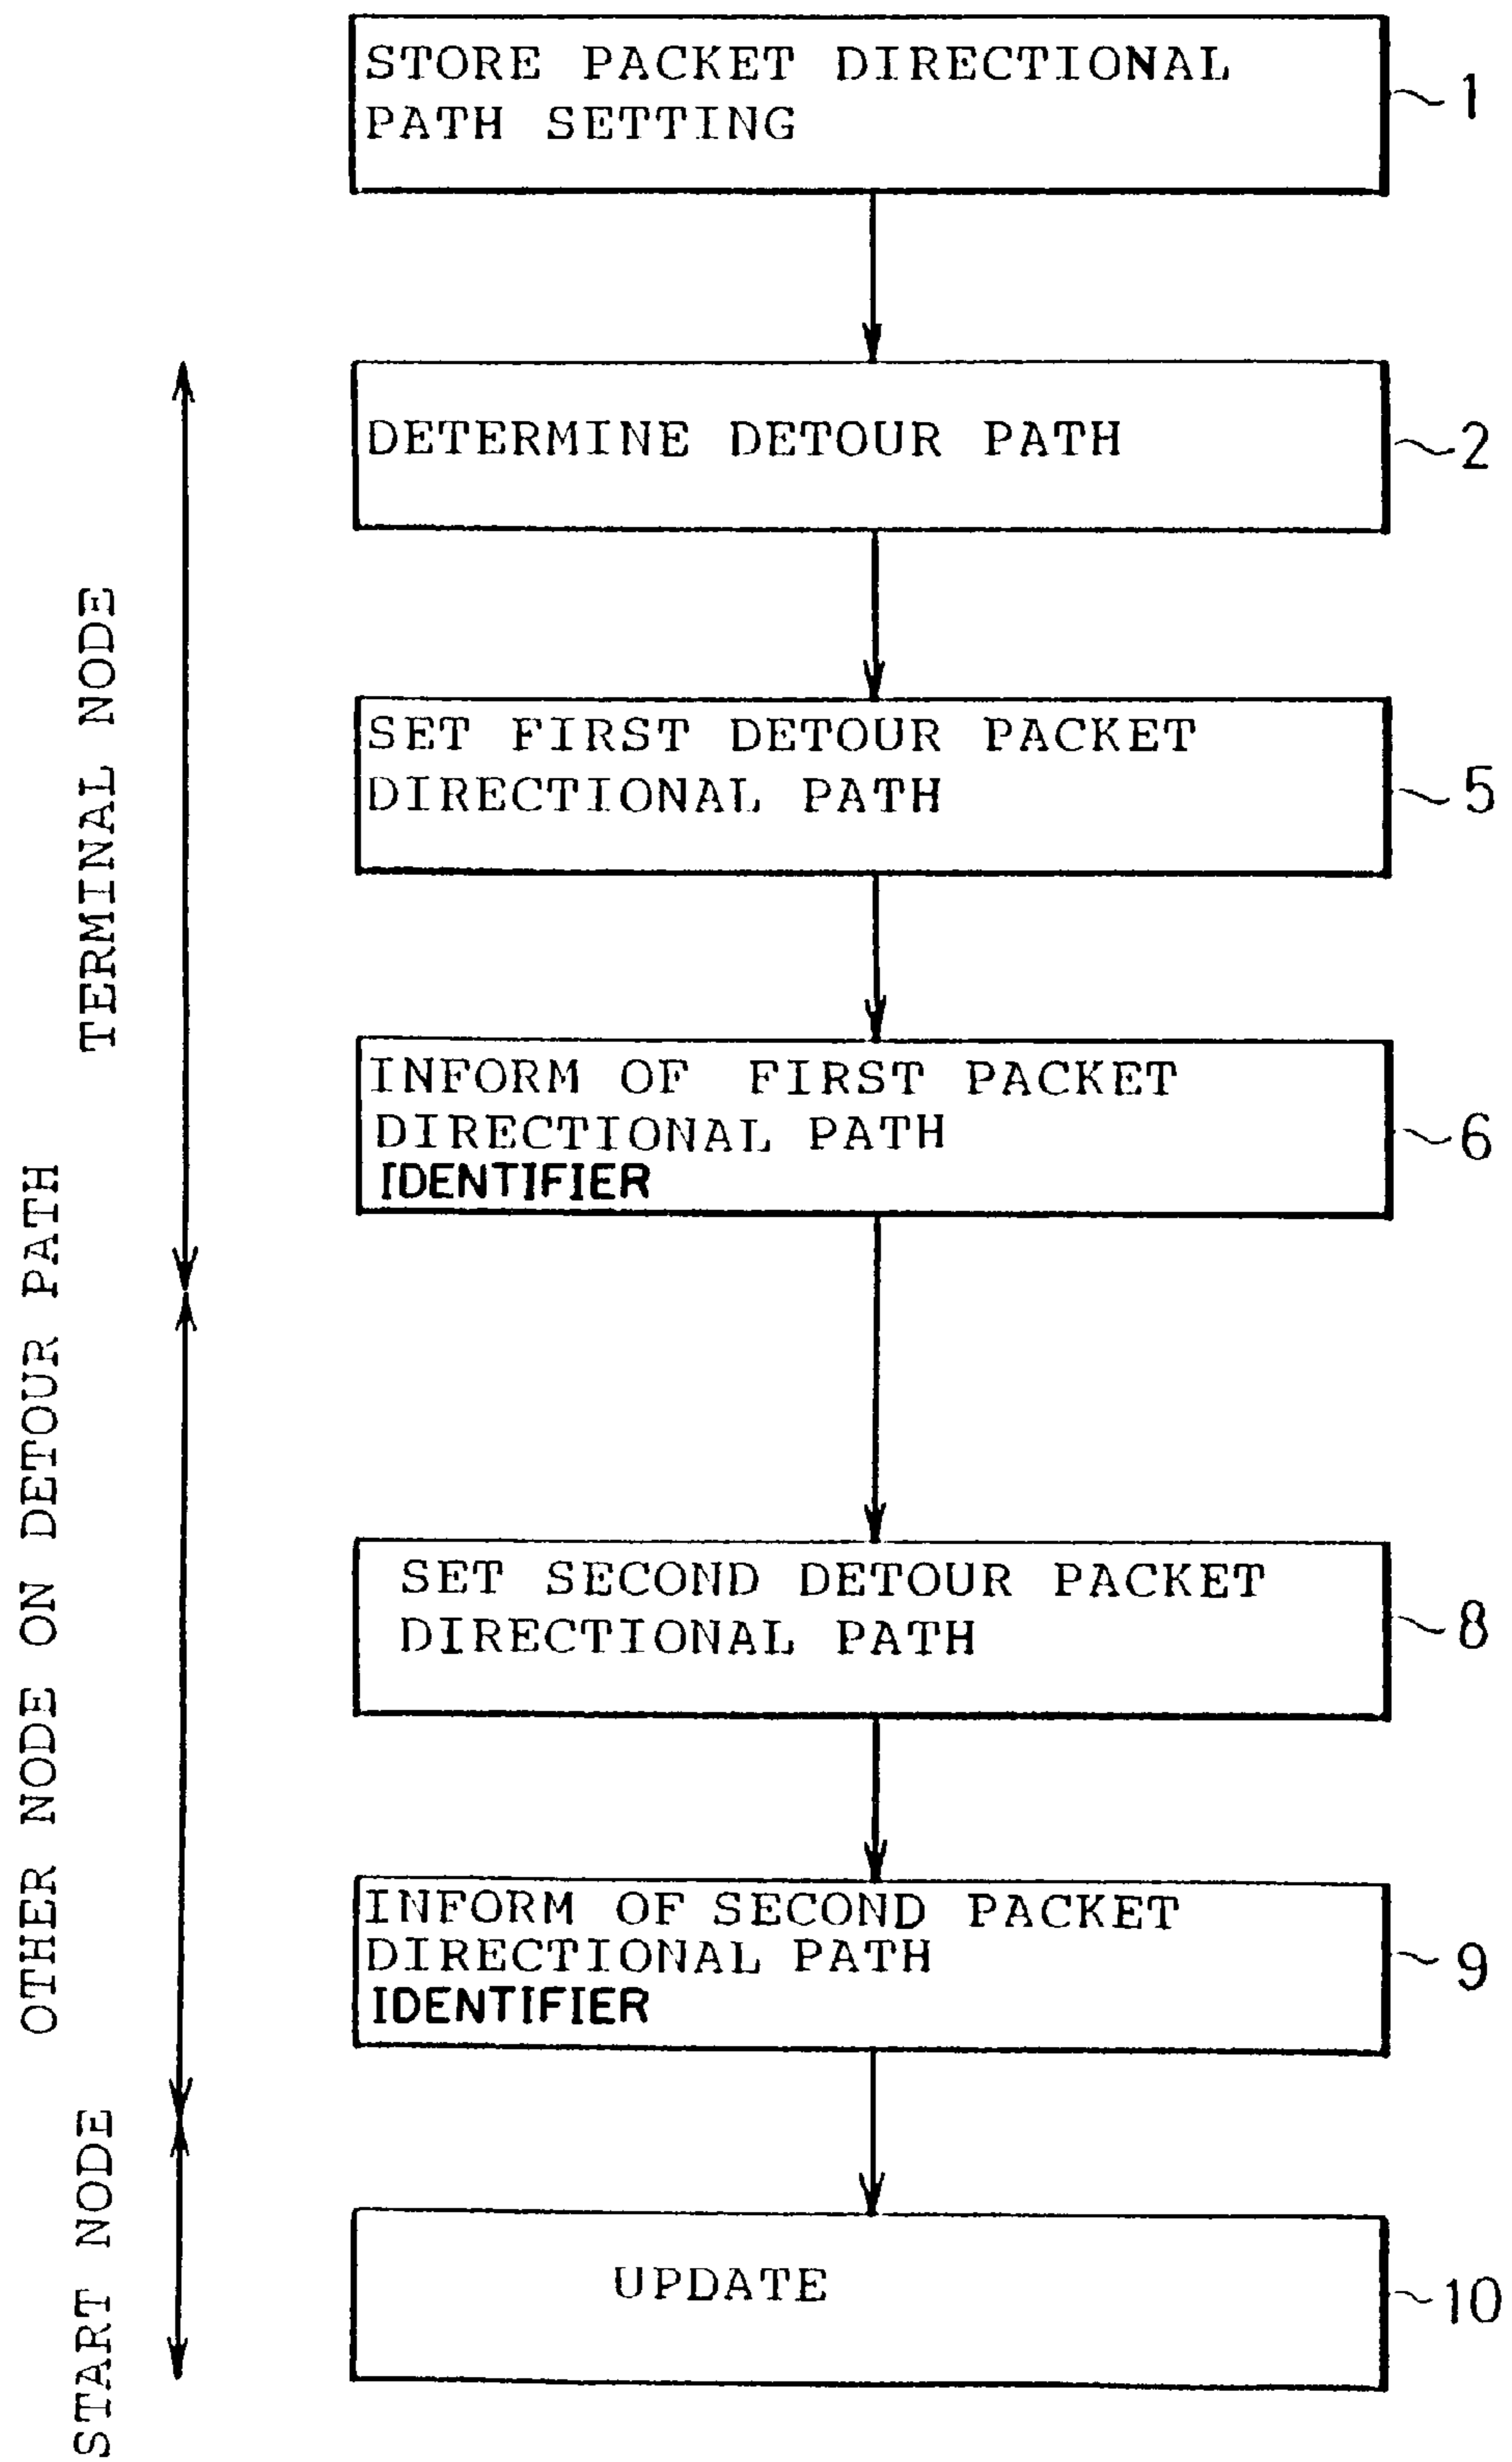 STORE PACKET DIRECTIONAL
PATH SETTING
1
DETERMINE DETOUR PATH
2
SET FIRST DETOUR PACKET
DIRECTIONAL PATH
5
INFORM OF FIRST PACKET
DIRECTIONAL PATH
IDENTIFIER
6
SET SECOND DETOUR PACKET
DIRECTIONAL PATH
8
INFORM OF SECOND PACKET
DIRECTIONAL PATH
IDENTIFIER
9
UPDATE
10
TERMINAL NODE
OTHER NODE ON DETOUR PATH
START NODE